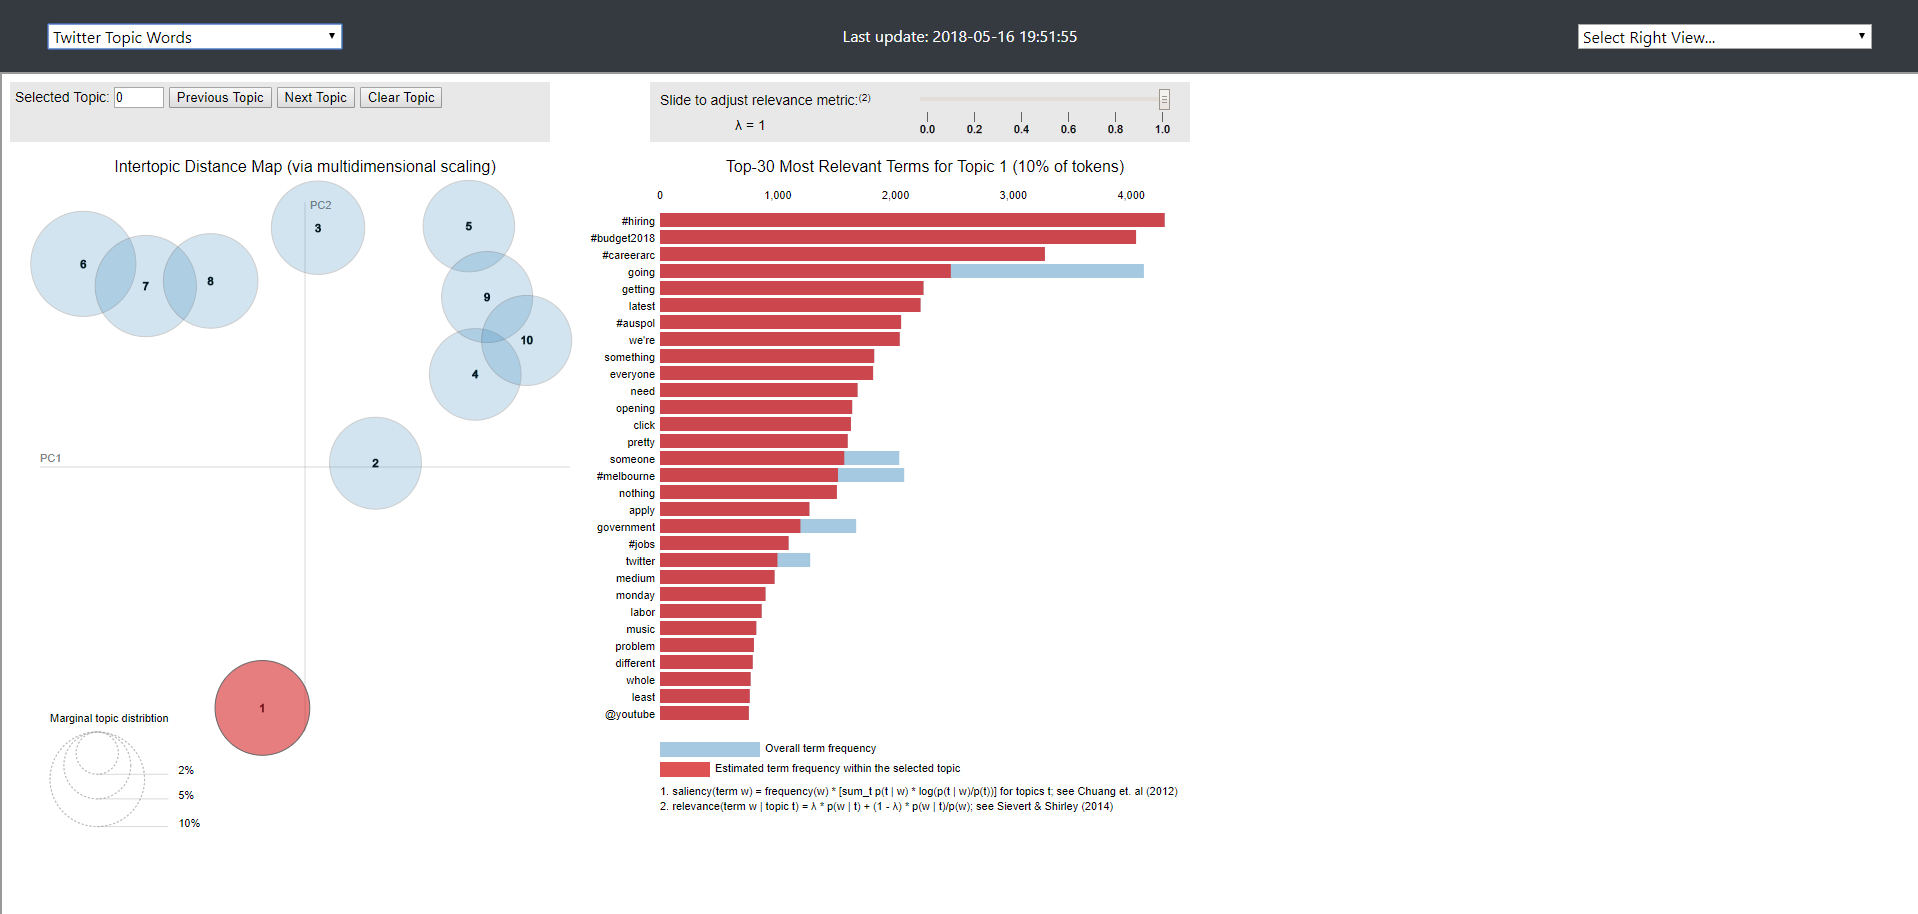 Twitter Topic Words
Last update: 2018-05-16 19:51:55
Select Right View...
Selected Topic: 0 Previous Topic Next Topic Clear Topic
Slide to adjust relevance metric:(2)
λ = 1
0.0 0.2 0.4 0.6 0.8 1.0
Intertopic Distance Map (via multidimensional scaling)
PC2
PC1
3
5
6
7
8
9
10
4
2
1
Marginal topic distribtion
2%
5%
10%
Top-30 Most Relevant Terms for Topic 1 (10% of tokens)
0 1,000 2,000 3,000 4,000
#hiring
#budget2018
#careerarc
going
getting
latest
#auspol
we're
something
everyone
need
opening
click
pretty
someone
#melbourne
nothing
apply
government
#jobs
twitter
medium
monday
labor
music
problem
different
whole
least
@youtube
Overall term frequency
Estimated term frequency within the selected topic
1. saliency(term w) = frequency(w) * [sum_t p(t | w) * log(p(t | w)/p(t))] for topics t; see Chuang et. al (2012)
2. relevance(term w | topic t) = λ * p(w | t) + (1 - λ) * p(w | t)/p(w); see Sievert & Shirley (2014)